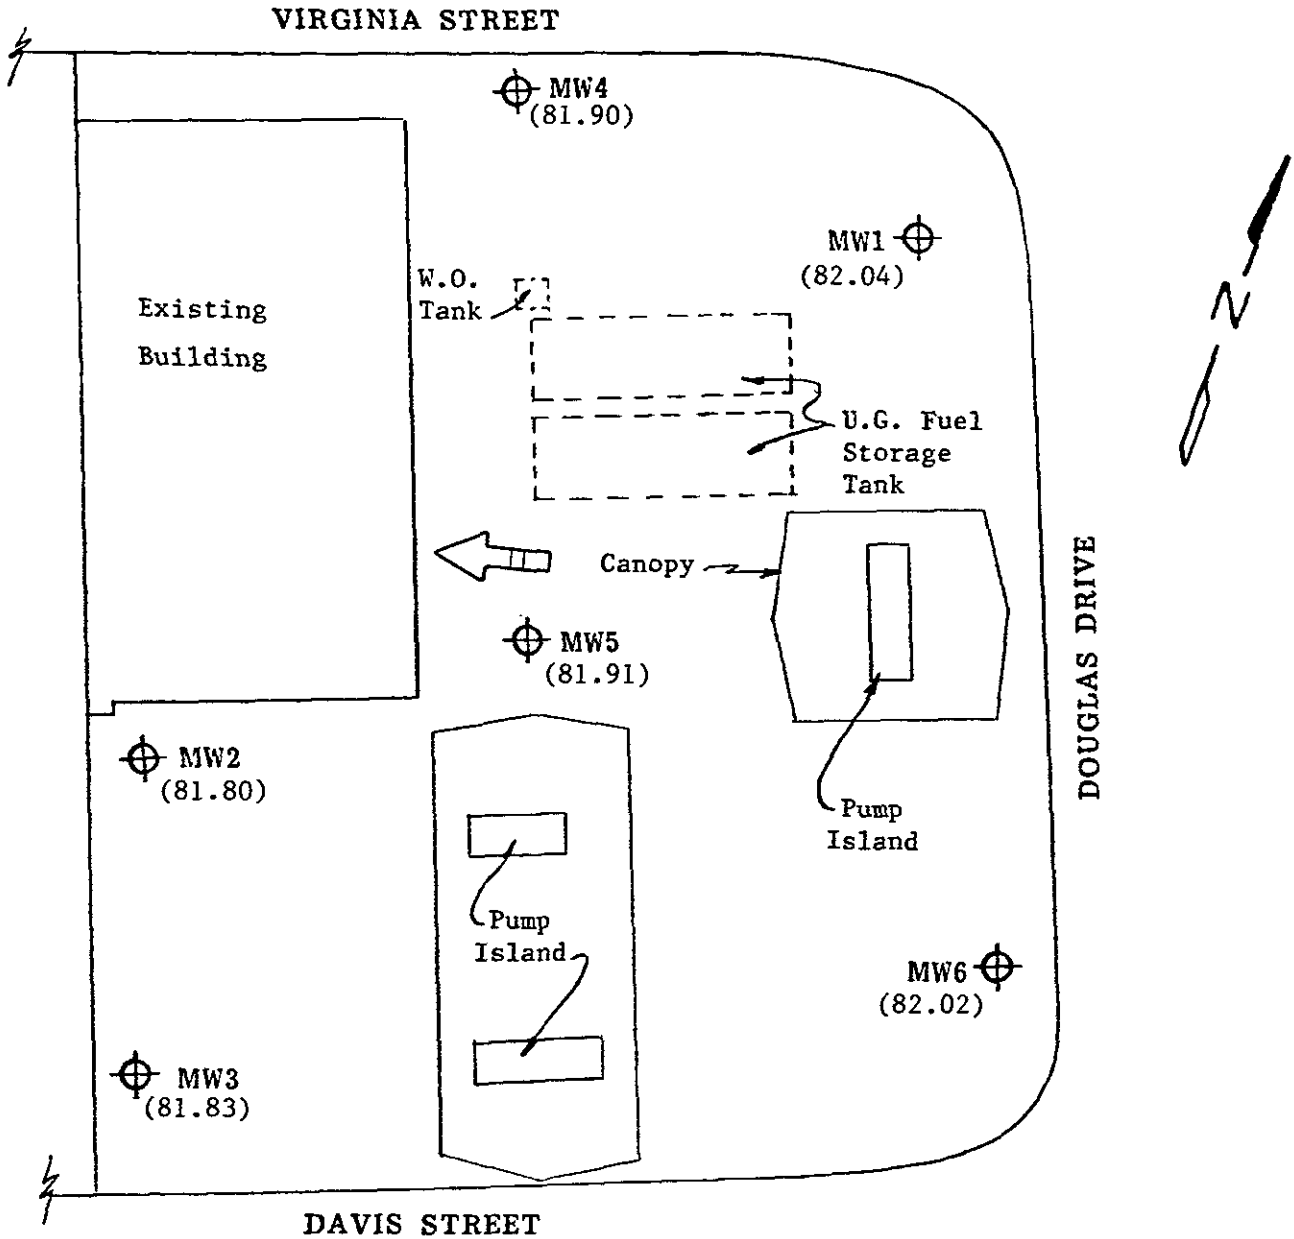 VIRGINIA STREET
MW4
(81.90)
MW1
(82.04)
W.O.
Tank
Existing
Building
N
U.G. Fuel
Storage
Tank
Canopy
DOUGLAS DRIVE
MW5
(81.91)
MW2
(81.80)
Pump
Island
Pump
Island
MW6
(82.02)
MW3
(81.83)
DAVIS STREET